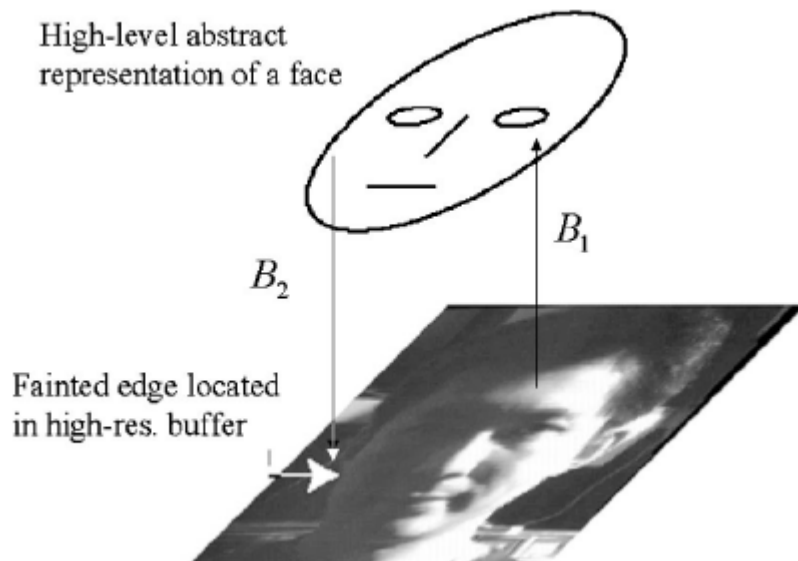 High-level abstract
representation of a face
B₁
B₂
Fainted edge located
in high-res. buffer